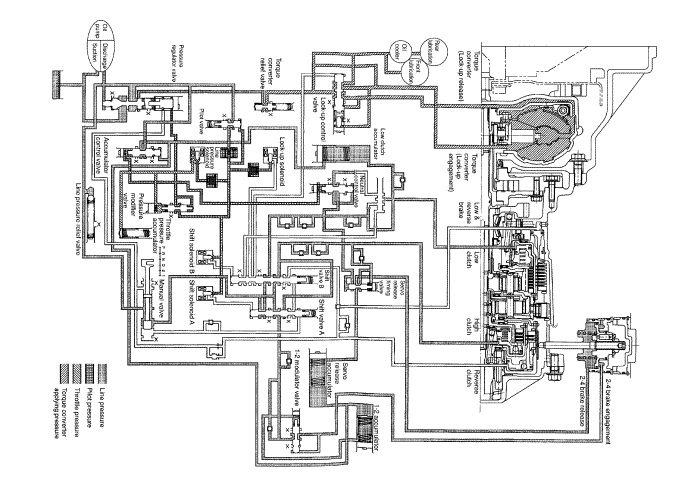 Oil
pump
Discharge
Suction
Pressure
regulator valve
Torque
converter
relief valve
Oil
cooler
Front
lubrication
Rear
lubrication
Torque
converter
(Lock-up release)
Pilot valve
Lock-up control
valve
Accumulator
control valve
Line
pressure
solenoid
Lock-up solenoid
Low clutch
accumulator
Torque
converter
(Lock-up
engagement)
Line pressure relief valve
Pressure
modifier
valve
Throttle
pressure
accumulator
Low &
reverse
brake
Shift solenoid B
Low
clutch
Manual valve
Shift solenoid A
Shift
valve B
Servo
release
timing
valve
Shift valve A
High
clutch
1-2 modulator valve
Servo
release
accumulator
Reverse
clutch
1-2 accumulator
2-4 brake release
2-4 brake engagement
Line pressure
Pilot pressure
Throttle pressure
Torque converter
applying pressure